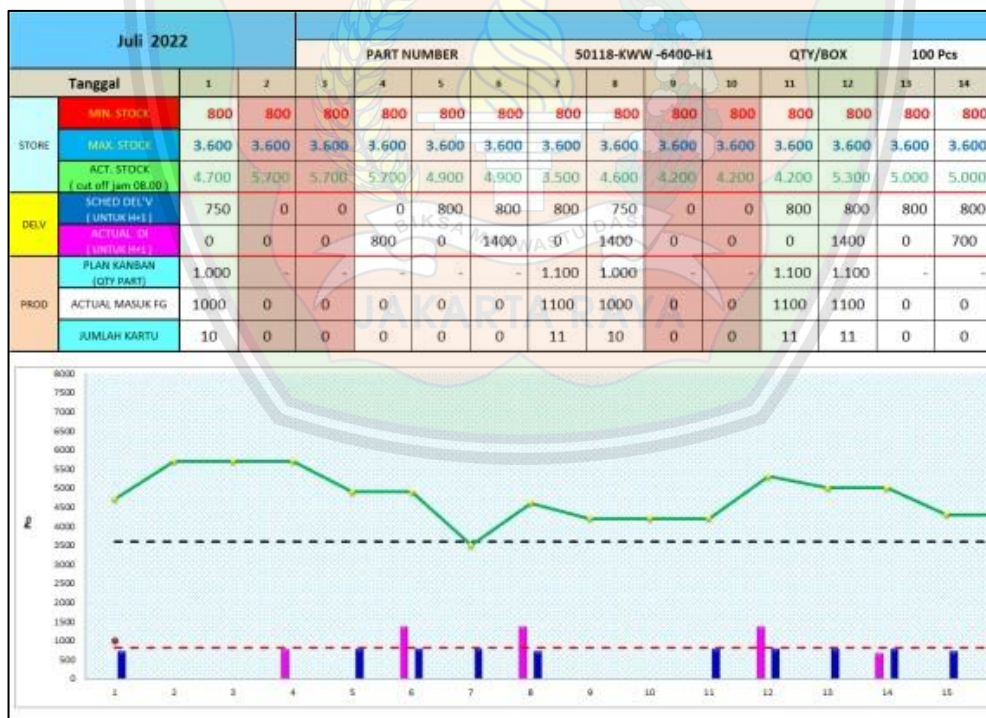 Juli 2022
PART NUMBER 50118-KWW -6400-H1 QTY/BOX 100 Pcs
Tanggal 1 2 3 4 5 6 7 8 9 10 11 12 13 14
STORE
MIN. STOCK 800 800 800 800 800 800 800 800 800 800 800 800 800 800
MAX. STOCK 3.600 3.600 3.600 3.600 3.600 3.600 3.600 3.600 3.600 3.600 3.600 3.600 3.600 3.600
ACT. STOCK
( cut off jam 08.00 ) 4.700 5.700 5.700 5.700 4.900 4.900 3.500 4.600 4.200 4.200 4.200 5.300 5.000 5.000
DELV
SCHED DEL'V
( UNTUK H+1 ) 750 0 0 0 800 800 800 750 0 0 800 800 800 800
ACTUAL DI
( UNTUK H+1 ) 0 0 0 800 0 1400 0 1400 0 0 0 1400 0 700
PROD
PLAN KANBAN
(QTY PART) 1.000 - - - - - 1.100 1.000 - - 1.100 1.100 - -
ACTUAL MASUK FG 1000 0 0 0 0 0 1100 1000 0 0 1100 1100 0 0
JUMLAH KARTU 10 0 0 0 0 0 11 10 0 0 11 11 0 0
BHAYANGKARA
JAKARTA RAYA
8000
7500
7000
6500
6000
5500
5000
4500
4000
3500
3000
2500
2000
1500
1000
500
0
1 2 3 4 5 6 7 8 9 10 11 12 13 14 15